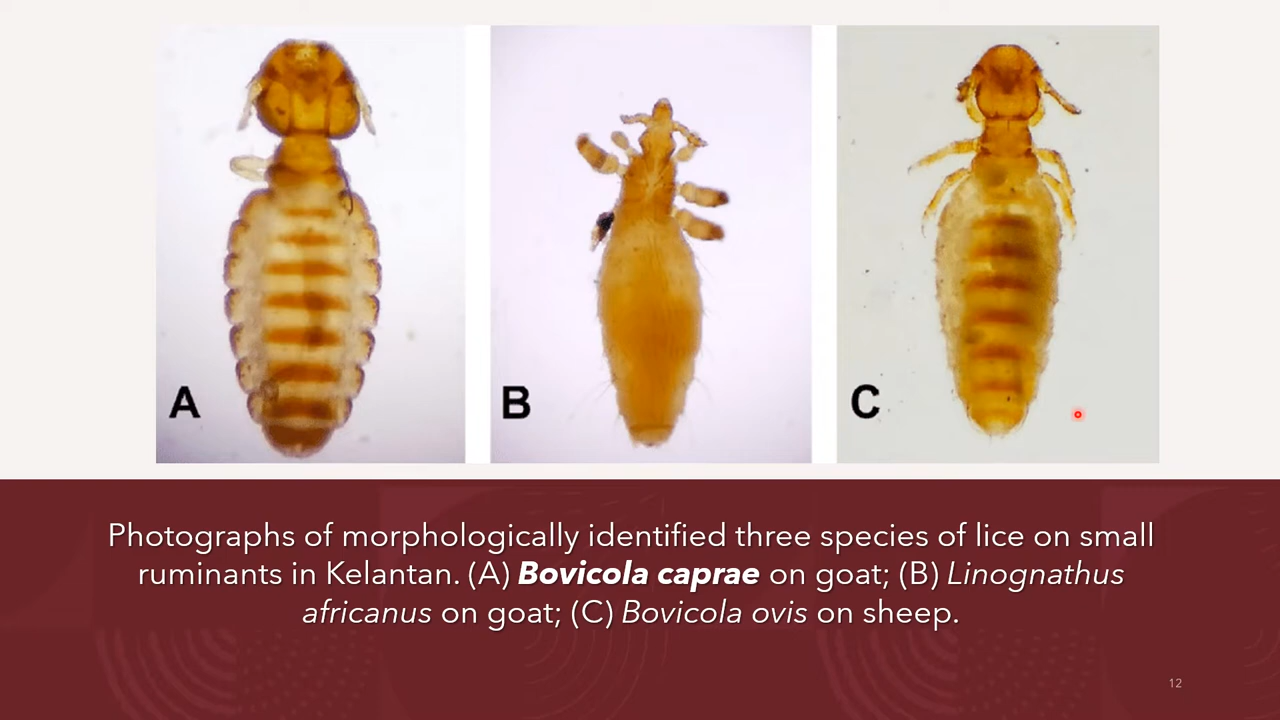 A
B
C
Photographs of morphologically identified three species of lice on small
ruminants in Kelantan. (A) Bovicola caprae on goat; (B) Linognathus
africanus on goat; (C) Bovicola ovis on sheep.
12